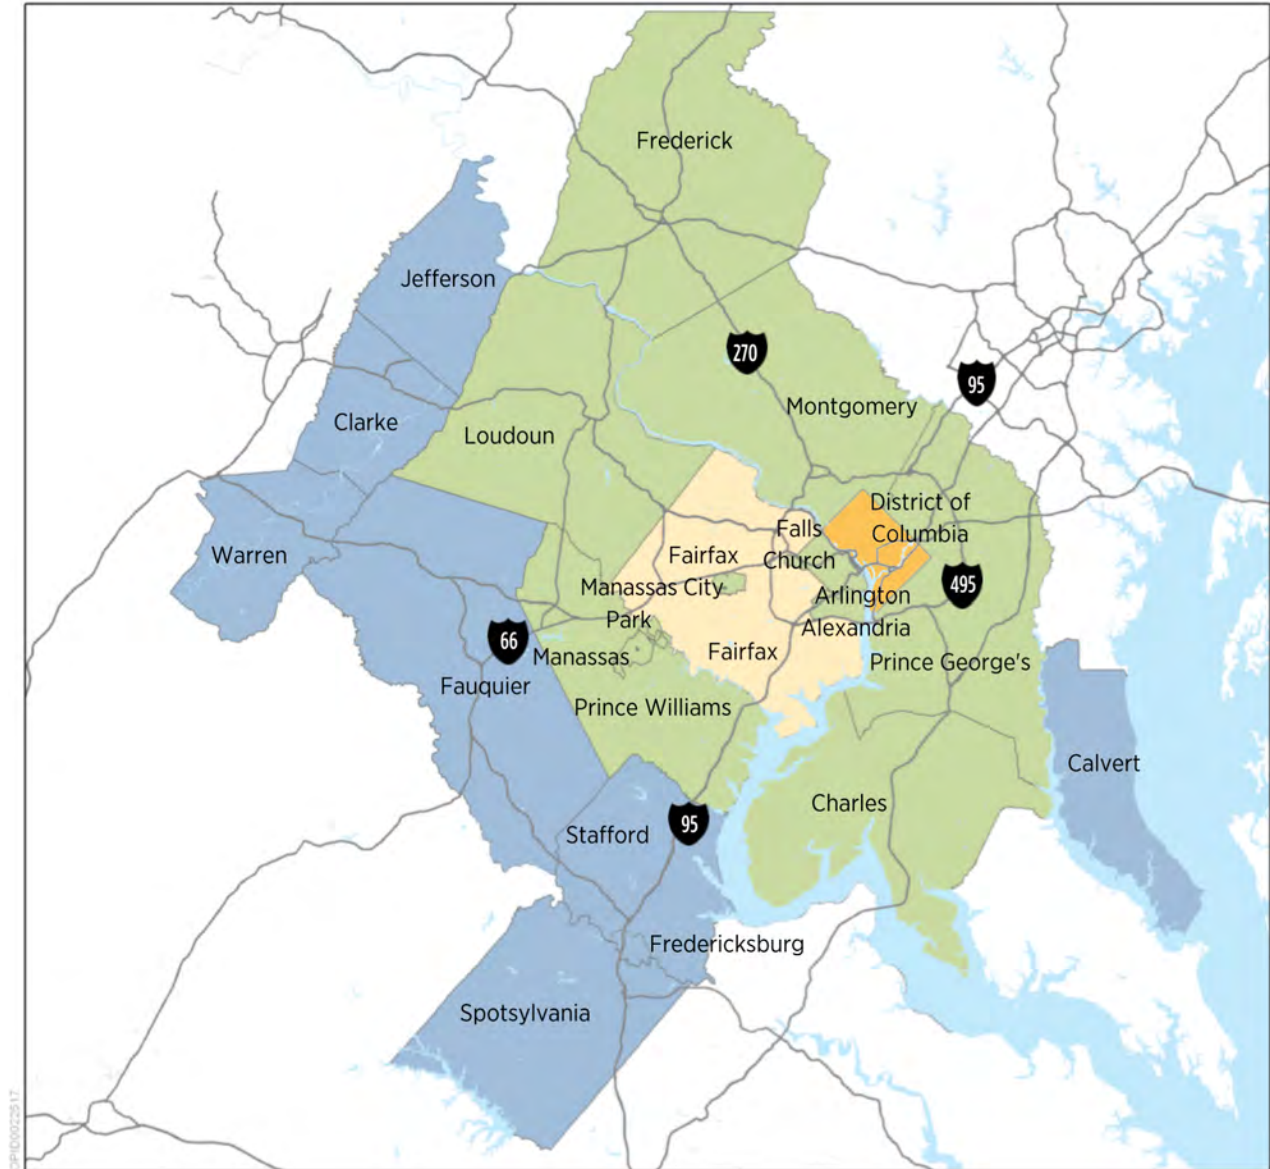 Frederick
Jefferson
270
95
Clarke
Montgomery
Loudoun
District of
Columbia
Falls
Church
Fairfax
Warren
Manassas City
Park
495
Arlington
Alexandria
66
Manassas
Fairfax
Prince George's
Fauquier
Prince Williams
Calvert
Charles
95
Stafford
Fredericksburg
Spotsylvania